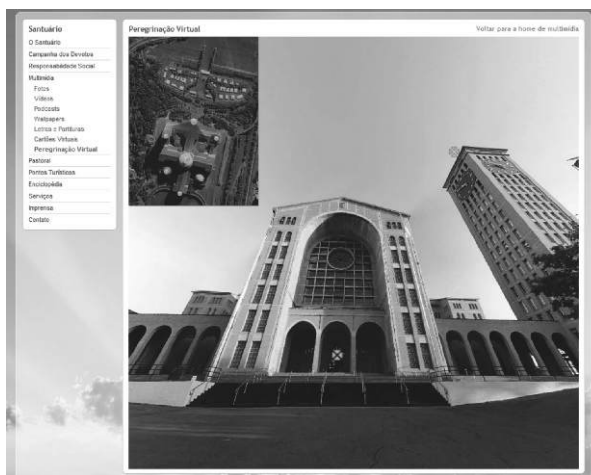 Santuário
O Santuário
Campanha dos Devotos
Responsabilidade Social
Multimídia
Fotos
Vídeos
Podcasts
Wallpapers
Letras e Partituras
Cartões Virtuais
Peregrinação Virtual
Pastoral
Pontos Turísticos
Enciclopédia
Serviços
Imprensa
Contato
Peregrinação Virtual
Voltar para a home de multimídia